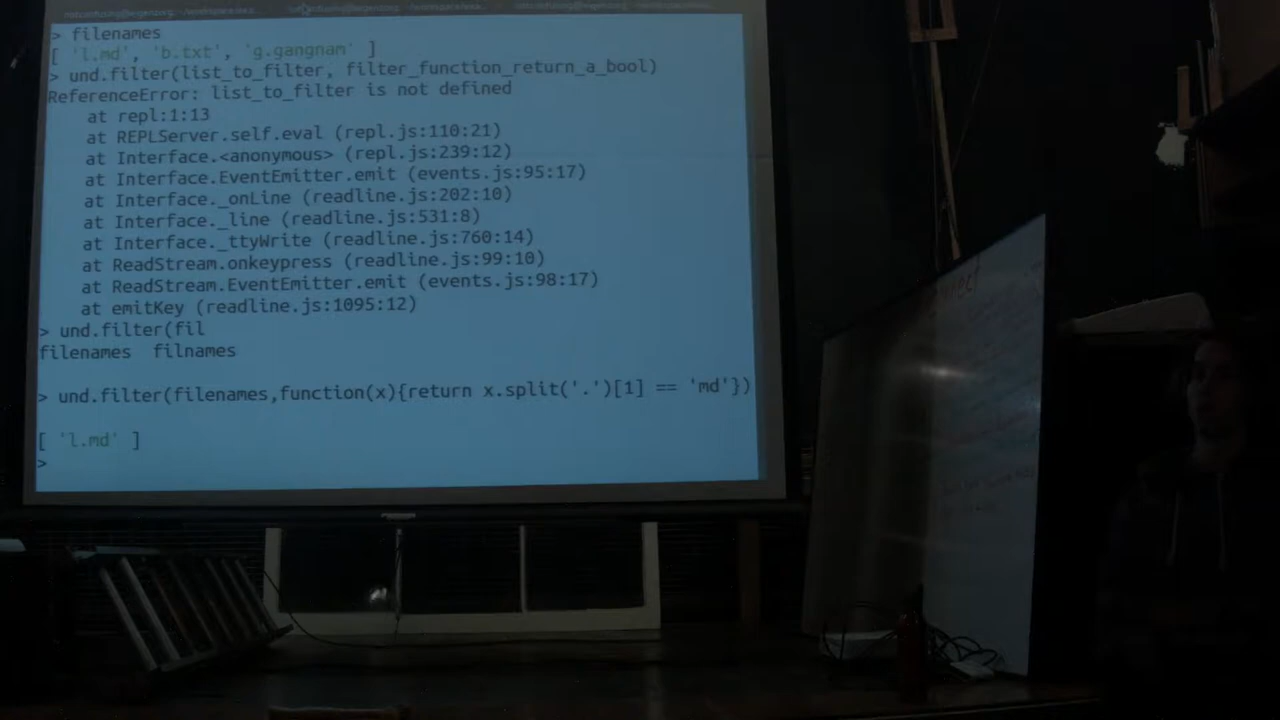 > filenames
[ 'l.md', 'b.txt', 'g.gangnam' ]
> und.filter(list_to_filter, filter_function_return_a_bool)
ReferenceError: list_to_filter is not defined
at repl:1:13
at REPLServer.self.eval (repl.js:110:21)
at Interface.<anonymous> (repl.js:239:12)
at Interface.EventEmitter.emit (events.js:95:17)
at Interface._onLine (readline.js:202:10)
at Interface._line (readline.js:531:8)
at Interface._ttyWrite (readline.js:760:14)
at ReadStream.onkeypress (readline.js:99:10)
at ReadStream.EventEmitter.emit (events.js:98:17)
at emitKey (readline.js:1095:12)
> und.filter(fil
filenames  filnames
> und.filter(filenames,function(x){return x.split('.')[1] == 'md'})
[ 'l.md' ]
>